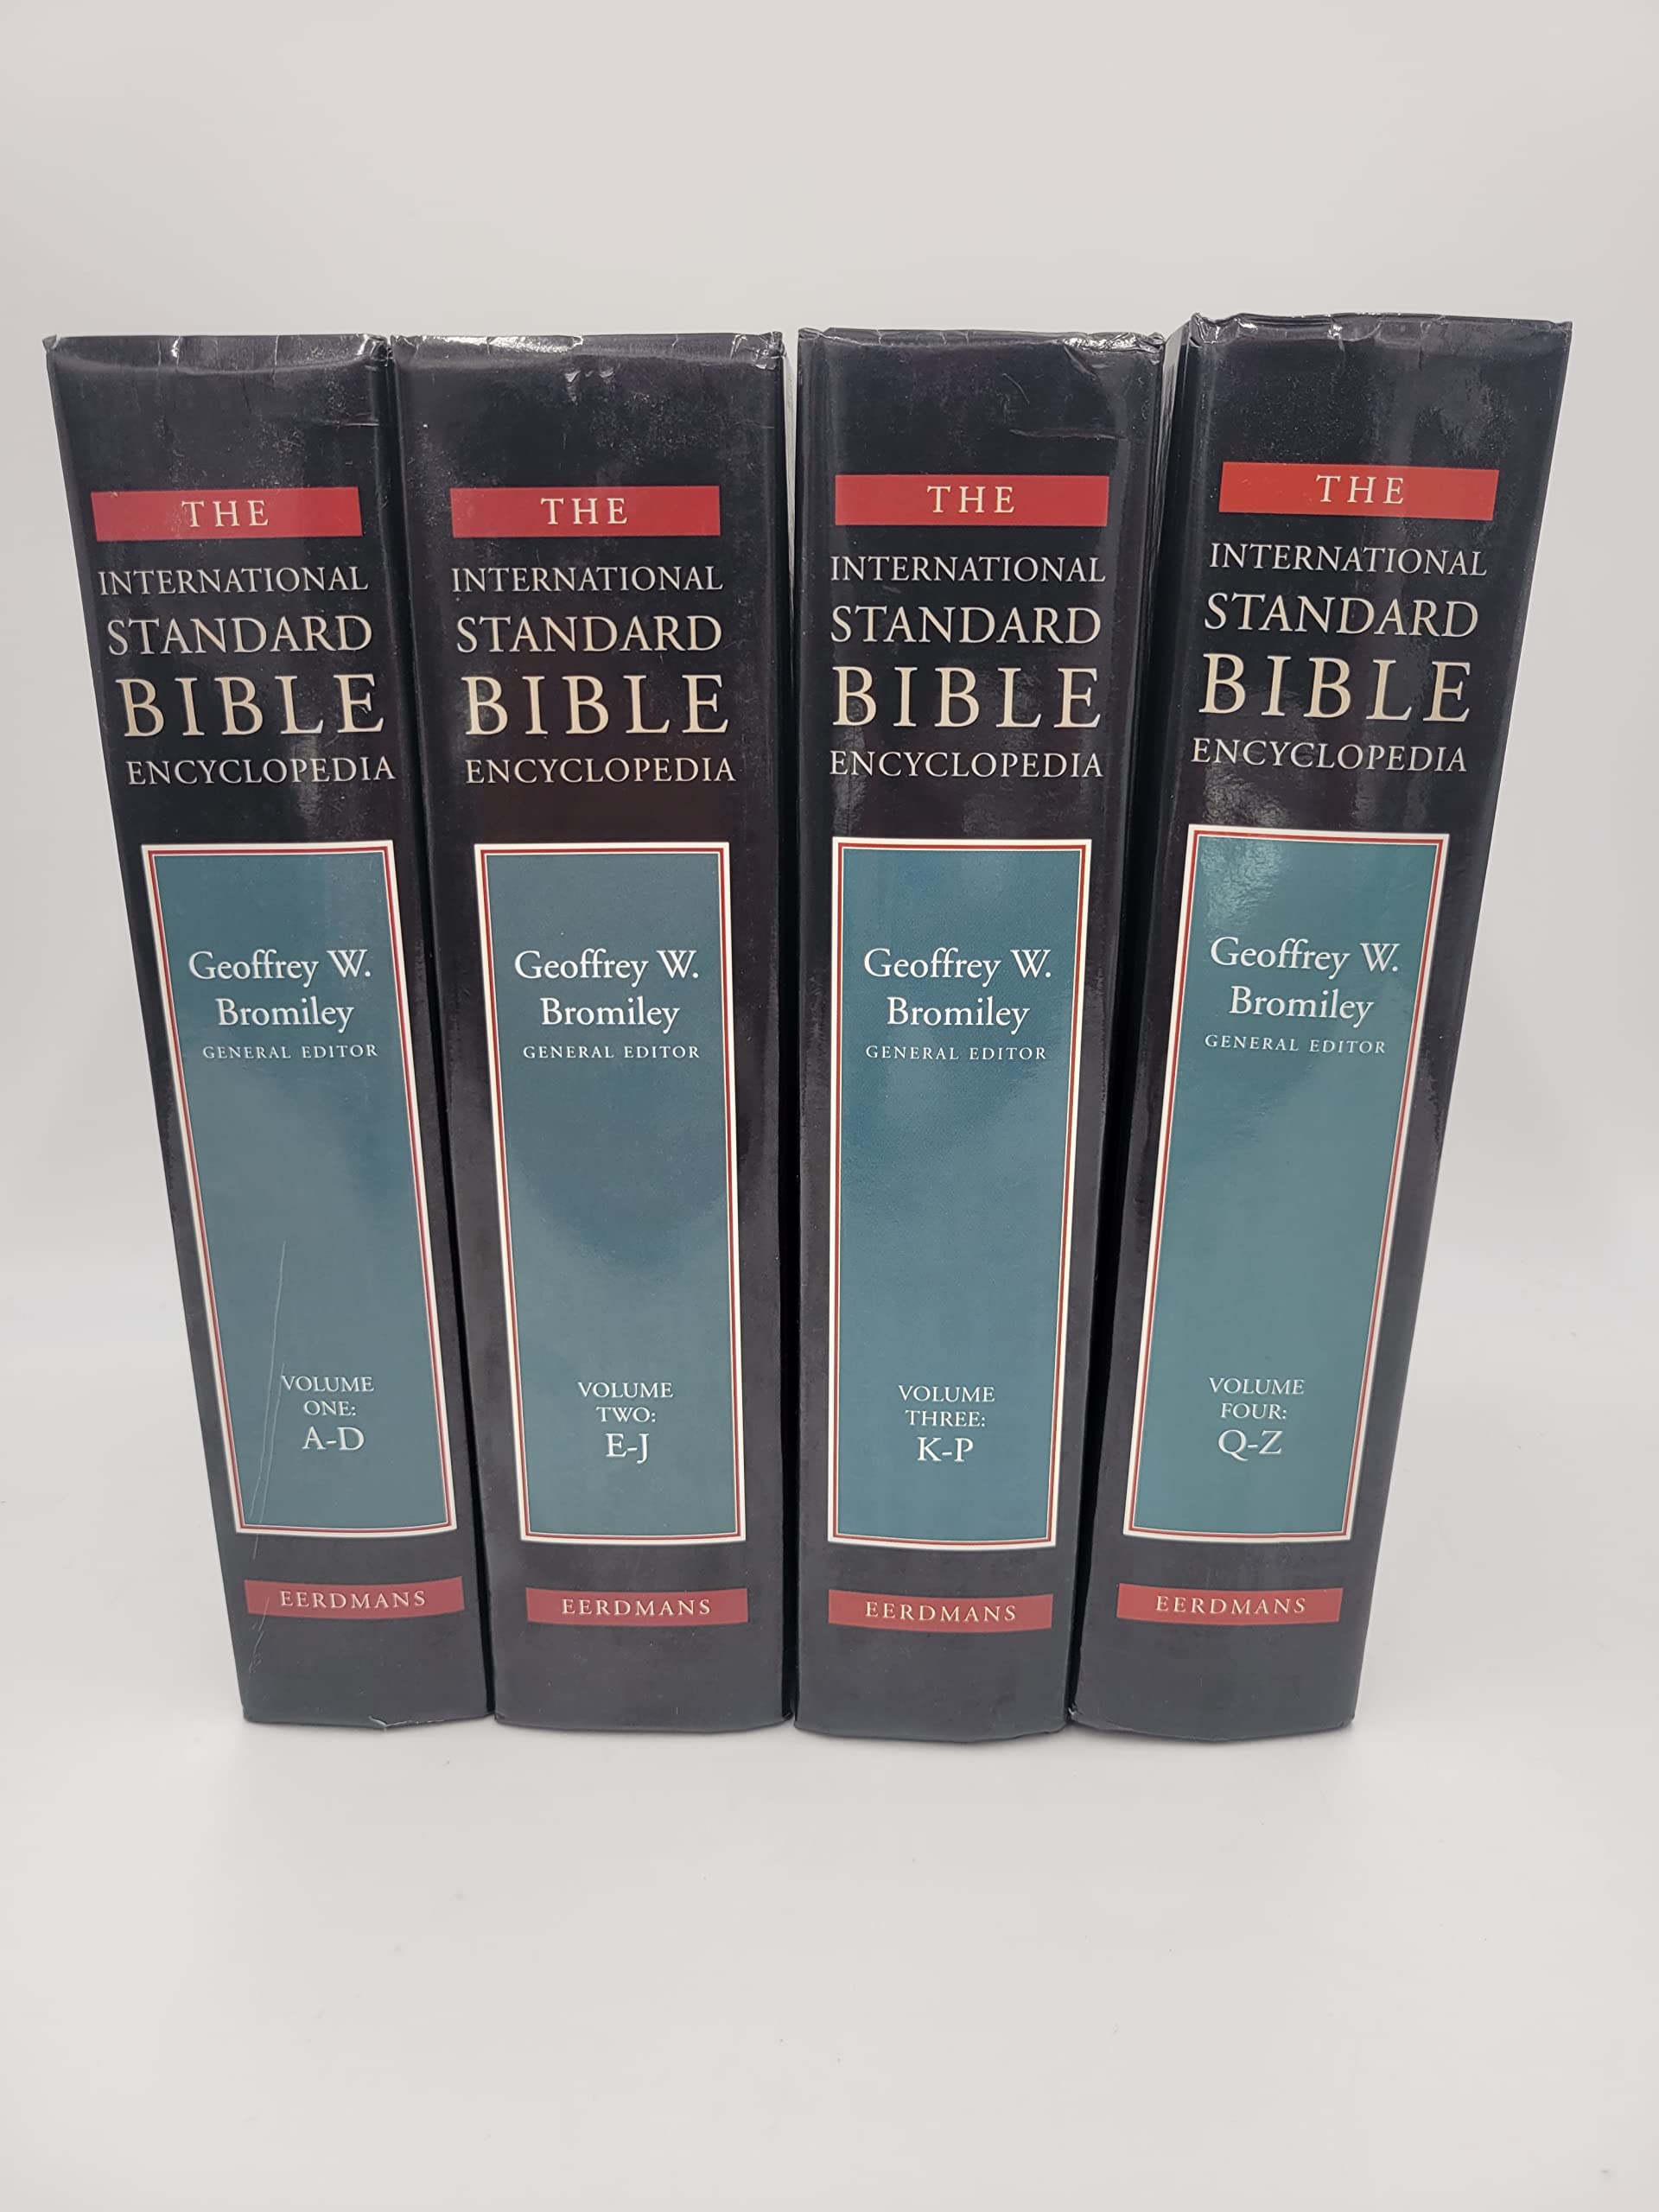 THE
INTERNATIONAL
STANDARD
BIBLE
ENCYCLOPEDIA
Geoffrey W.
Bromiley
GENERAL EDITOR
VOLUME
ONE:
A-D
EERDMANS
THE
INTERNATIONAL
STANDARD
BIBLE
ENCYCLOPEDIA
Geoffrey W.
Bromiley
GENERAL EDITOR
VOLUME
TWO:
E-J
EERDMANS
THE
INTERNATIONAL
STANDARD
BIBLE
ENCYCLOPEDIA
Geoffrey W.
Bromiley
GENERAL EDITOR
VOLUME
THREE:
K-P
EERDMANS
THE
INTERNATIONAL
STANDARD
BIBLE
ENCYCLOPEDIA
Geoffrey W.
Bromiley
GENERAL EDITOR
VOLUME
FOUR:
Q-Z
EERDMANS